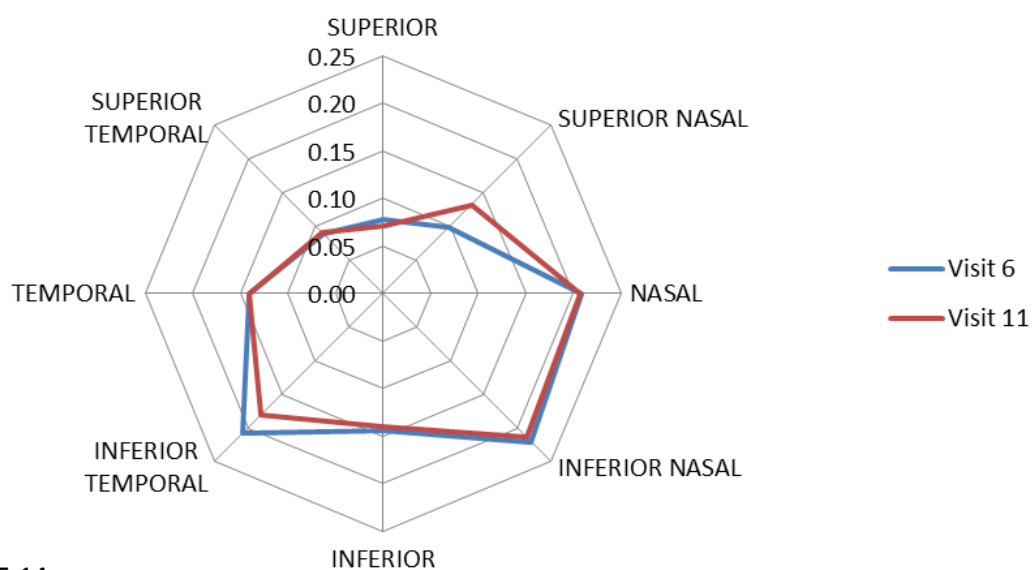 SUPERIOR
0.25
SUPERIOR
TEMPORAL
0.20
SUPERIOR NASAL
0.15
0.10
0.05
TEMPORAL
0.00
NASAL
Visit 6
Visit 11
INFERIOR
TEMPORAL
INFERIOR NASAL
INFERIOR